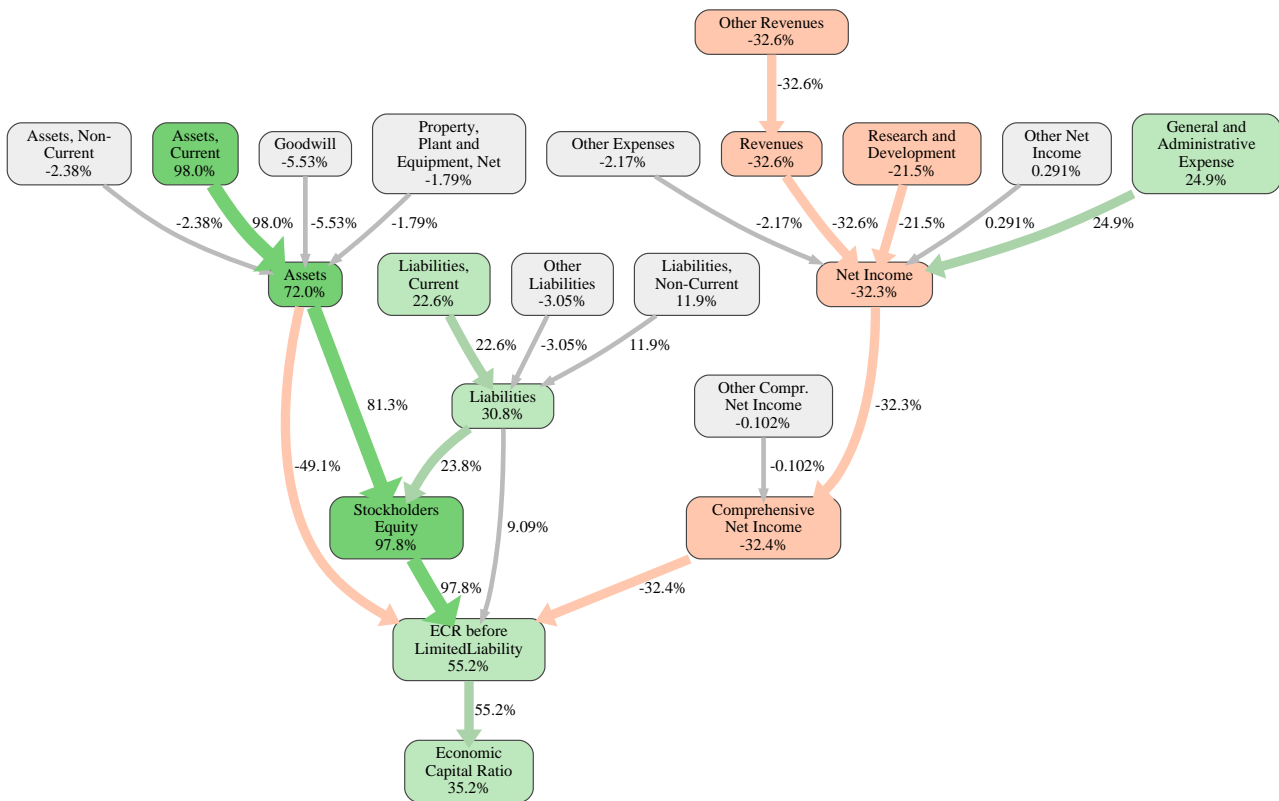 Other Revenues
-32.6%
-32.6%
Assets, Non-
Current
-2.38%
Assets,
Current
98.0%
Goodwill
-5.53%
Property,
Plant and
Equipment, Net
-1.79%
Other Expenses
-2.17%
Revenues
-32.6%
Research and
Development
-21.5%
Other Net
Income
0.291%
General and
Administrative
Expense
24.9%
-2.38%
98.0%
-5.53%
-1.79%
-2.17%
-32.6%
-21.5%
0.291%
24.9%
Assets
72.0%
Liabilities,
Current
22.6%
Other
Liabilities
-3.05%
Liabilities,
Non-Current
11.9%
Net Income
-32.3%
22.6%
-3.05%
11.9%
Liabilities
30.8%
Other Compr.
Net Income
-0.102%
81.3%
-32.3%
-49.1%
23.8%
-0.102%
Stockholders
Equity
97.8%
9.09%
Comprehensive
Net Income
-32.4%
97.8%
-32.4%
ECR before
LimitedLiability
55.2%
55.2%
Economic
Capital Ratio
35.2%